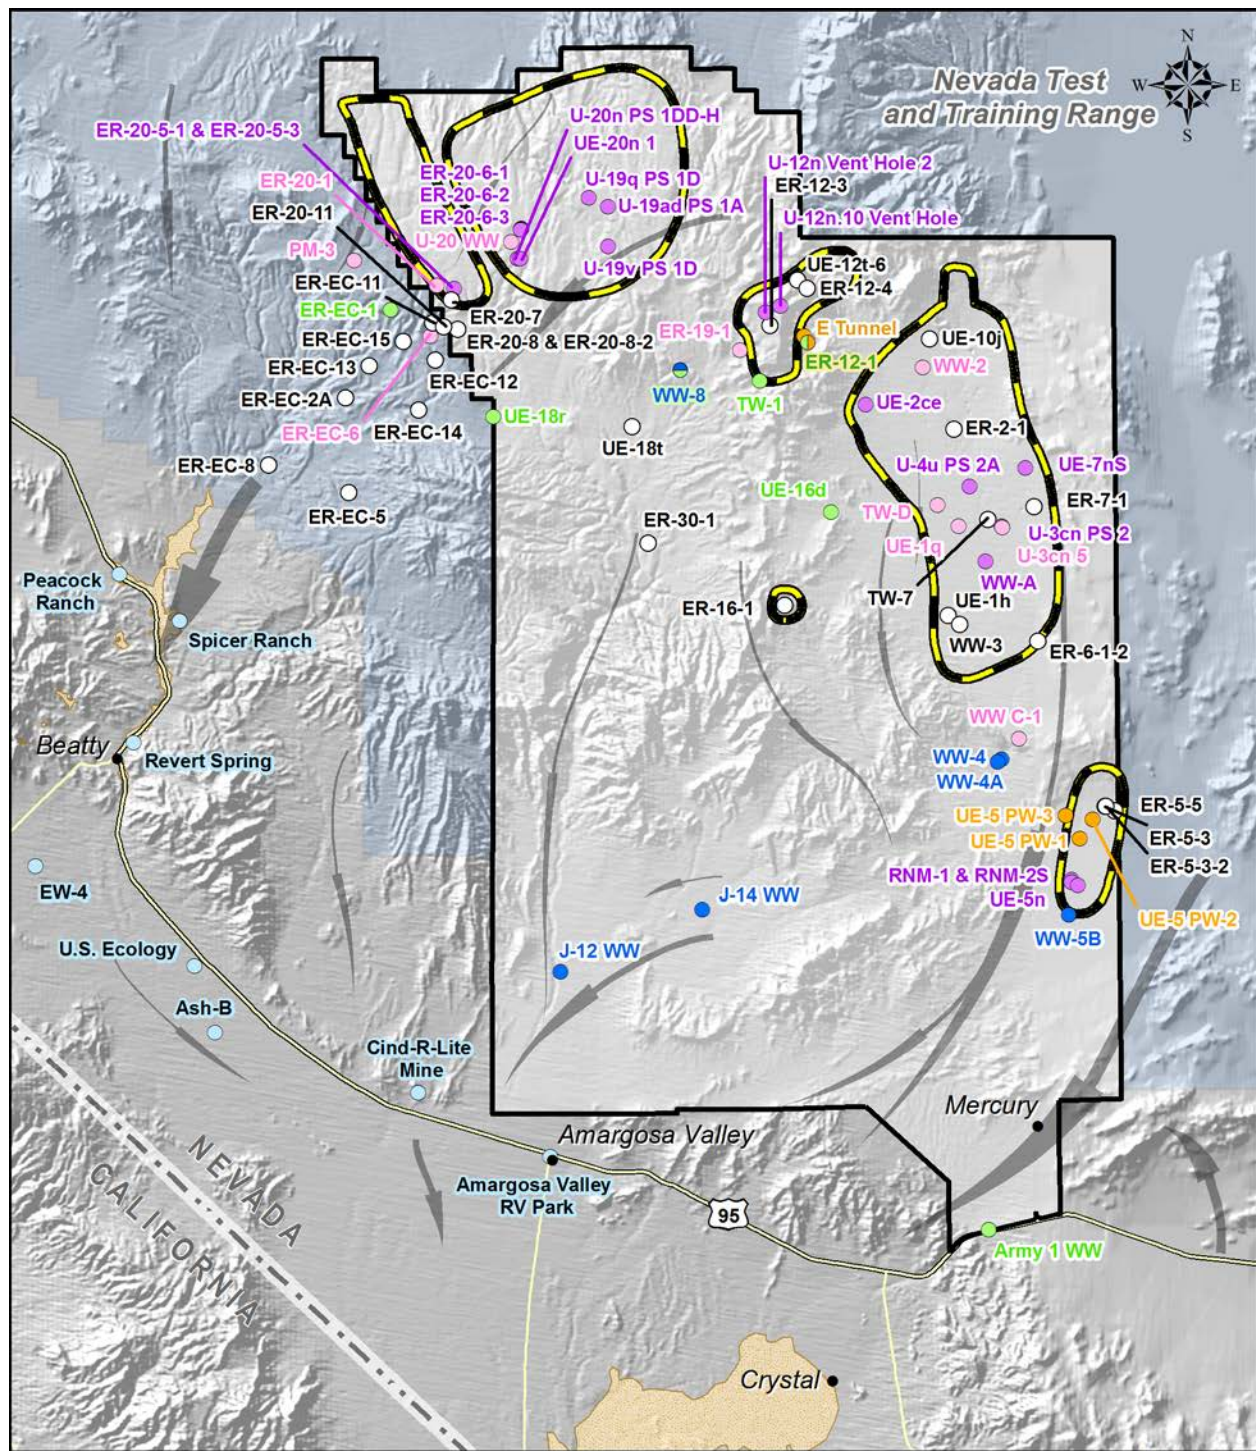 N
W E
S
Nevada Test
and Training Range
ER-20-5-1 & ER-20-5-3
U-20n PS 1DD-H
UE-20n 1
ER-20-1
ER-20-6-1
ER-20-6-2
ER-20-6-3
U-19q PS 1D
U-19ad PS 1A
U-12n Vent Hole 2
ER-12-3
U-12n.10 Vent Hole
ER-20-11
U-20 WW
PM-3
U-19v PS 1D
UE-12t-6
ER-12-4
ER-EC-11
ER-EC-1
ER-20-7
ER-20-8 & ER-20-8-2
ER-EC-15
ER-19-1
E Tunnel
ER-12-1
UE-10j
WW-2
ER-EC-13
ER-EC-12
WW-8
TW-1
ER-EC-2A
UE-2ce
ER-EC-6
ER-EC-14
UE-18r
UE-18t
ER-2-1
ER-EC-8
U-4u PS 2A
UE-7nS
ER-EC-5
UE-16d
ER-7-1
TW-D
ER-30-1
UE-1q
U-3cn PS 2
U-3cn 5
WW-A
Peacock
Ranch
TW-7
ER-16-1
UE-1h
Spicer Ranch
WW-3
ER-6-1-2
WW C-1
Beatty
Revert Spring
WW-4
WW-4A
ER-5-5
UE-5 PW-3
UE-5 PW-1
ER-5-3
ER-5-3-2
EW-4
RNM-1 & RNM-2S
UE-5n
J-14 WW
UE-5 PW-2
WW-5B
U.S. Ecology
J-12 WW
Ash-B
Cind-R-Lite
Mine
Mercury
Amargosa Valley
NEVADA
CALIFORNIA
Amargosa Valley
RV Park
95
Army 1 WW
Crystal